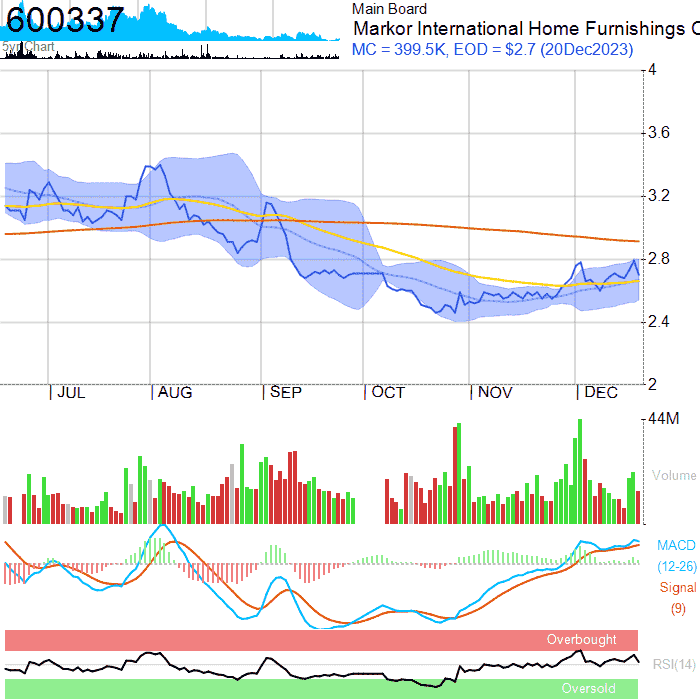 600337
5yr Chart
Main Board
Markor International Home Furnishings C
MC = 399.5K, EOD = $2.7 (20Dec2023)
4
3.6
3.2
2.8
2.4
2
JUL AUG SEP OCT NOV DEC
44M
Volume
MACD
(12-26)
Signal
(9)
Overbought
RSI(14)
Oversold